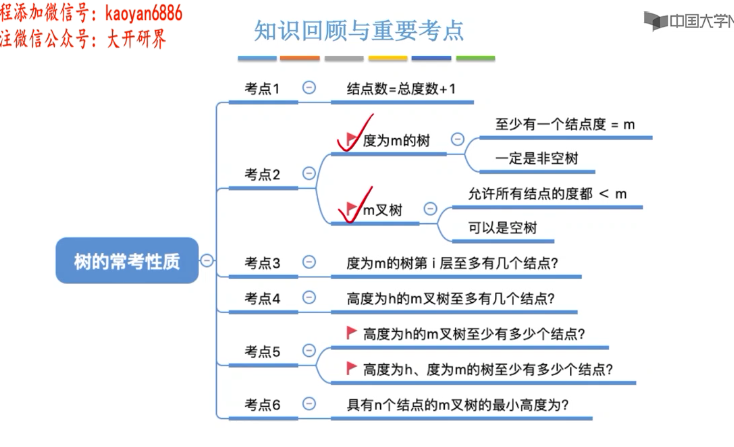 程添加微信号：kaoyan6886
注微信公众号：大开研界
中国大学
知识回顾与重要考点
树的常考性质
考点1
结点数=总度数+1
考点2
度为m的树
至少有一个结点度 = m
一定是非空树
m叉树
允许所有结点的度都 < m
可以是空树
考点3
度为m的树第 i 层至多有几个结点?
考点4
高度为h的m叉树至多有几个结点?
考点5
高度为h的m叉树至少有多少个结点?
高度为h、度为m的树至少有多少个结点?
考点6
具有n个结点的m叉树的最小高度为?